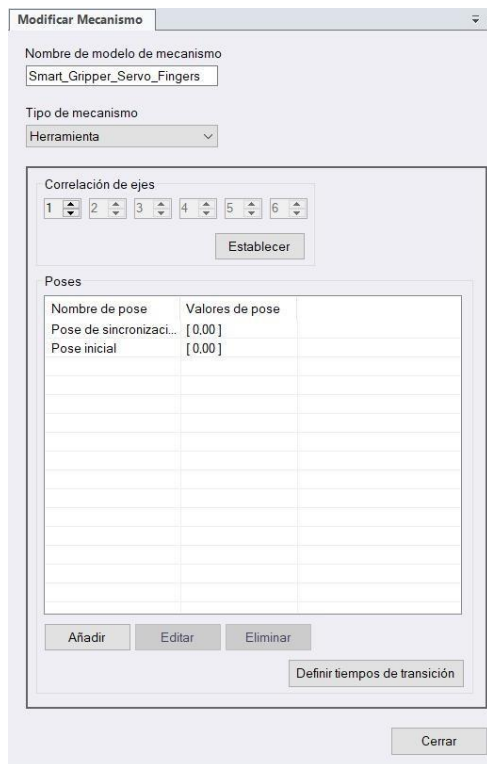 Modificar Mecanismo
Nombre de modelo de mecanismo
Smart_Gripper_Servo_Fingers
Tipo de mecanismo
Herramienta
Correlación de ejes
1 2 3 4 5 6
Establecer
Poses
Nombre de pose Valores de pose
Pose de sincronizaci... [ 0,00 ]
Pose inicial [ 0,00 ]
Añadir Editar Eliminar
Definir tiempos de transición
Cerrar